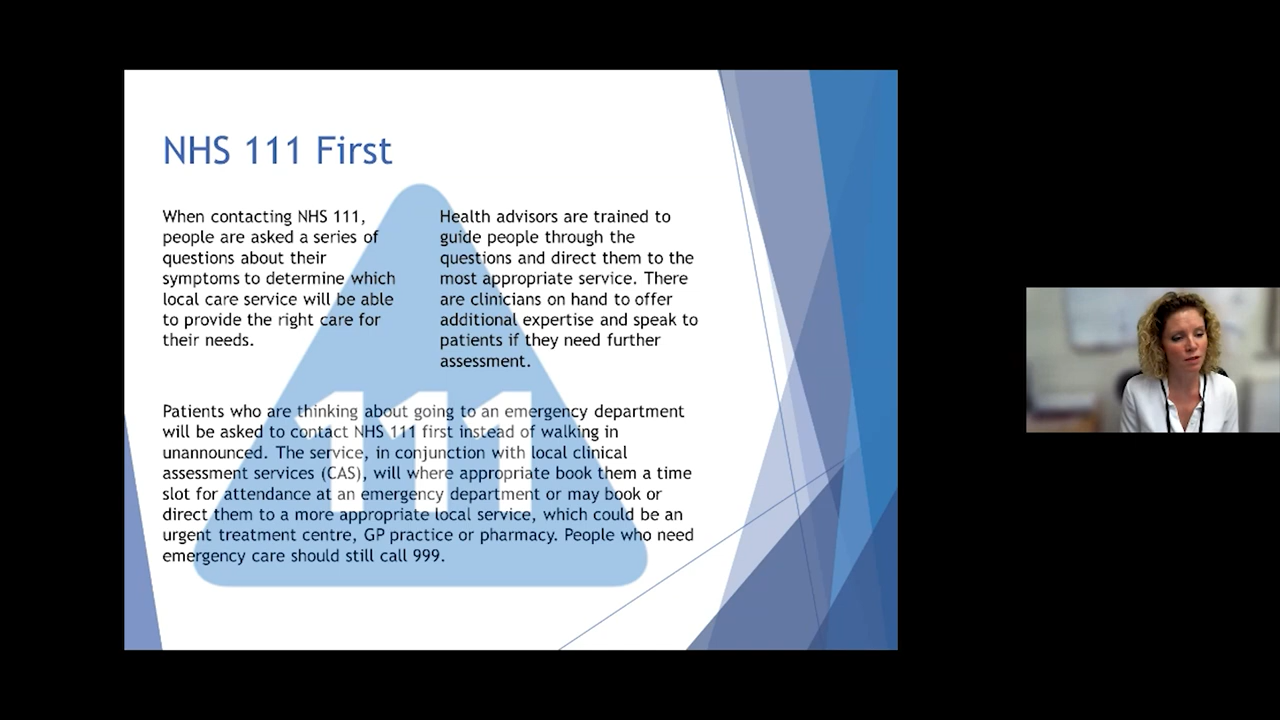 NHS 111 First
When contacting NHS 111,
people are asked a series of
questions about their
symptoms to determine which
local care service will be able
to provide the right care for
their needs.
Health advisors are trained to
guide people through the
questions and direct them to the
most appropriate service. There
are clinicians on hand to offer
additional expertise and speak to
patients if they need further
assessment.
Patients who are thinking about going to an emergency department
will be asked to contact NHS 111 first instead of walking in
unannounced. The service, in conjunction with local clinical
assessment services (CAS), will where appropriate book them a time
slot for attendance at an emergency department or may book or
direct them to a more appropriate local service, which could be an
urgent treatment centre, GP practice or pharmacy. People who need
emergency care should still call 999.
111